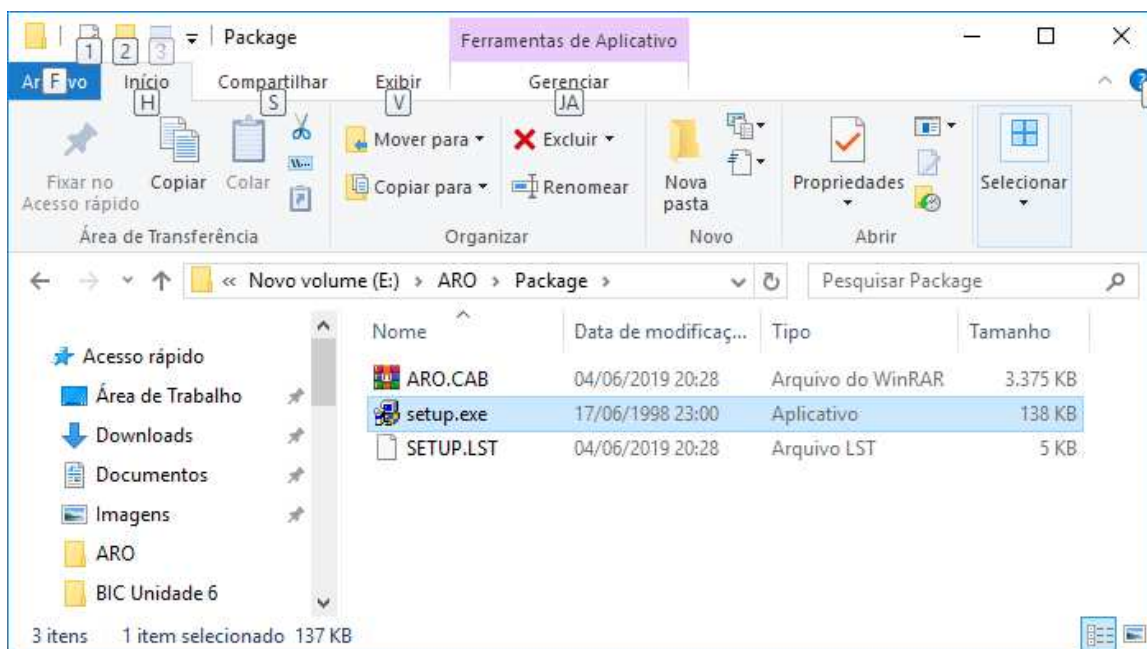 1 2 3 Package Ferramentas de Aplicativo
F vo Início Compartilhar Exibir Gerenciar
H S V JA
Mover para Excluir
Fixar no Acesso rápido Copiar Colar Copiar para Renomear Nova pasta Propriedades Selecionar
Área de Transferência Organizar Novo Abrir
« Novo volume (E:) > ARO > Package > Pesquisar Package
Nome Data de modificaç... Tipo Tamanho
Acesso rápido
ARO.CAB 04/06/2019 20:28 Arquivo do WinRAR 3.375 KB
Área de Trabalho
setup.exe 17/06/1998 23:00 Aplicativo 138 KB
Downloads
SETUP.LST 04/06/2019 20:28 Arquivo LST 5 KB
Documentos
Imagens
ARO
BIC Unidade 6
3 itens 1 item selecionado 137 KB